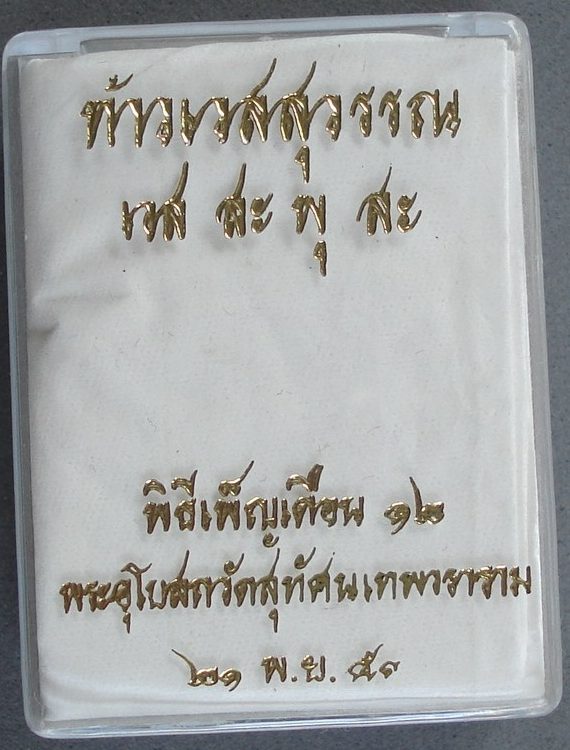 ท้าวเวสสุวรรณ
เวส สะ พุ สะ
พิธีเพ็ญเดือน ๑๒
พระอุโบสถวัดสุทัศนเทพวราราม
๒๑ พ.ย. ๕๑